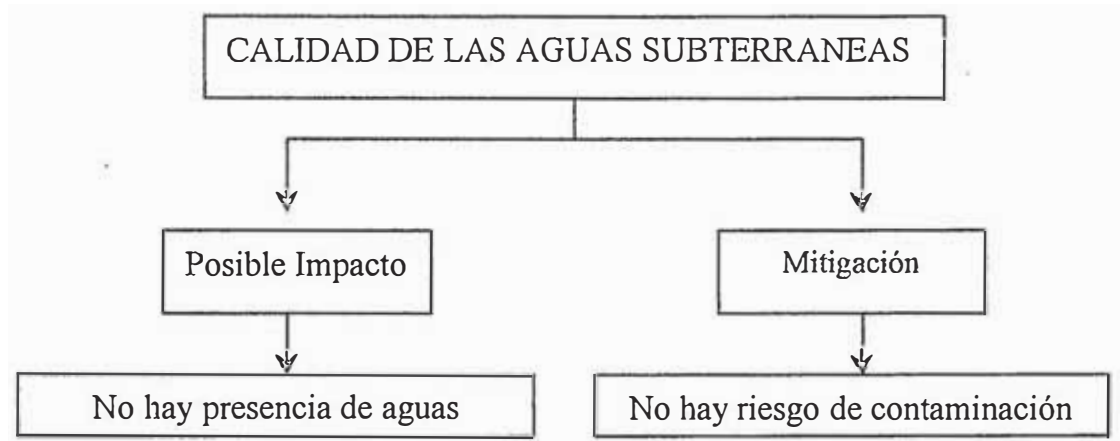 CALIDAD DE LAS AGUAS SUBTERRANEAS
Posible Impacto
Mitigación
No hay presencia de aguas
No hay riesgo de contaminación